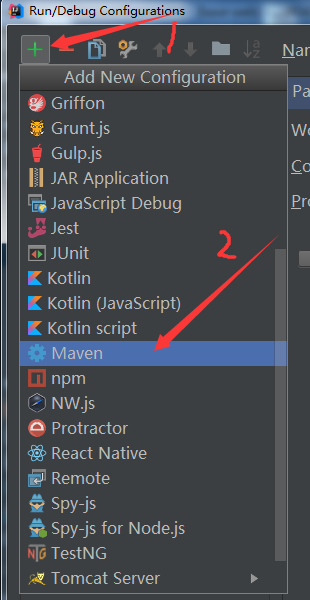 Run/Debug Configurations
1
Nam
Add New Configuration
Pa
Griffon
Grunt.js
Wo
Gulp.js
Co
JAR Application
JavaScript Debug
Pro
Jest
JUnit
2
Kotlin
Kotlin (JavaScript)
Kotlin script
Maven
npm
NW.js
Protractor
React Native
Remote
Spy-js
Spy-js for Node.js
TestNG
Tomcat Server